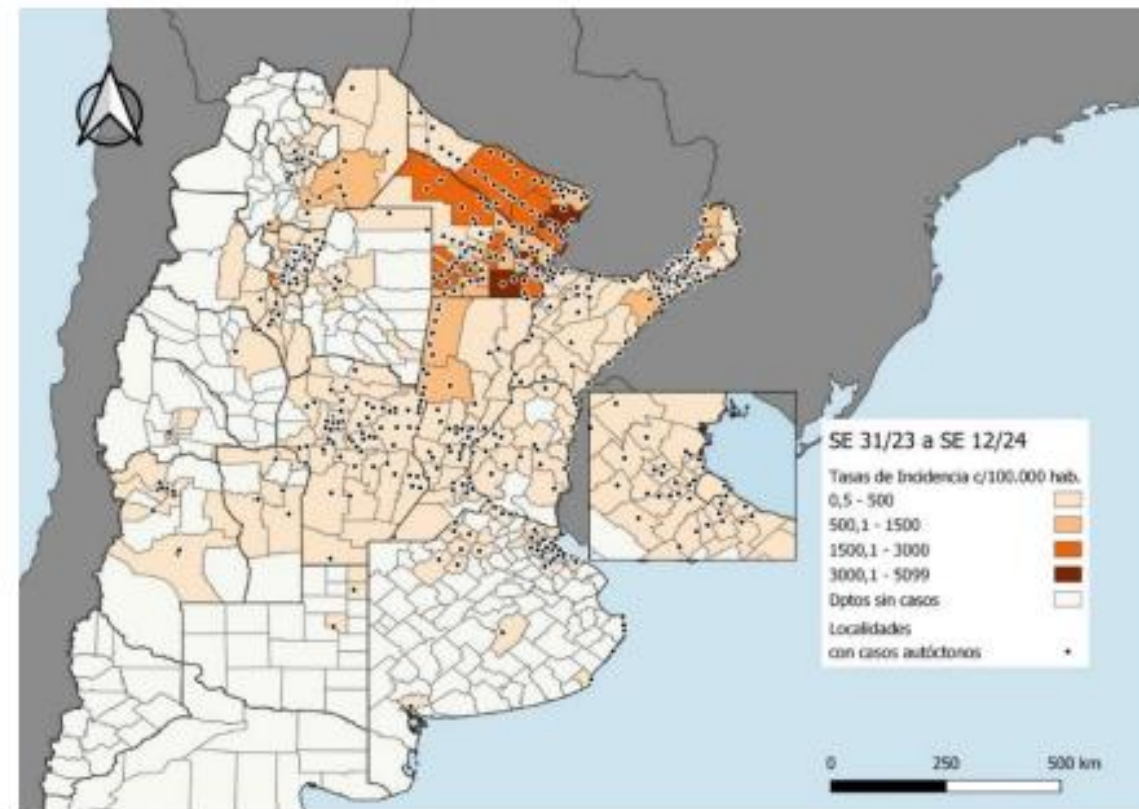 SE 31/23 a SE 12/24
Tasas de Incidencia c/100.000 hab.
0,5 - 500
500,1 - 1500
1500,1 - 3000
3000,1 - 5099
Dptos sin casos
Localidades
con casos autóctonos
0 250 500 km